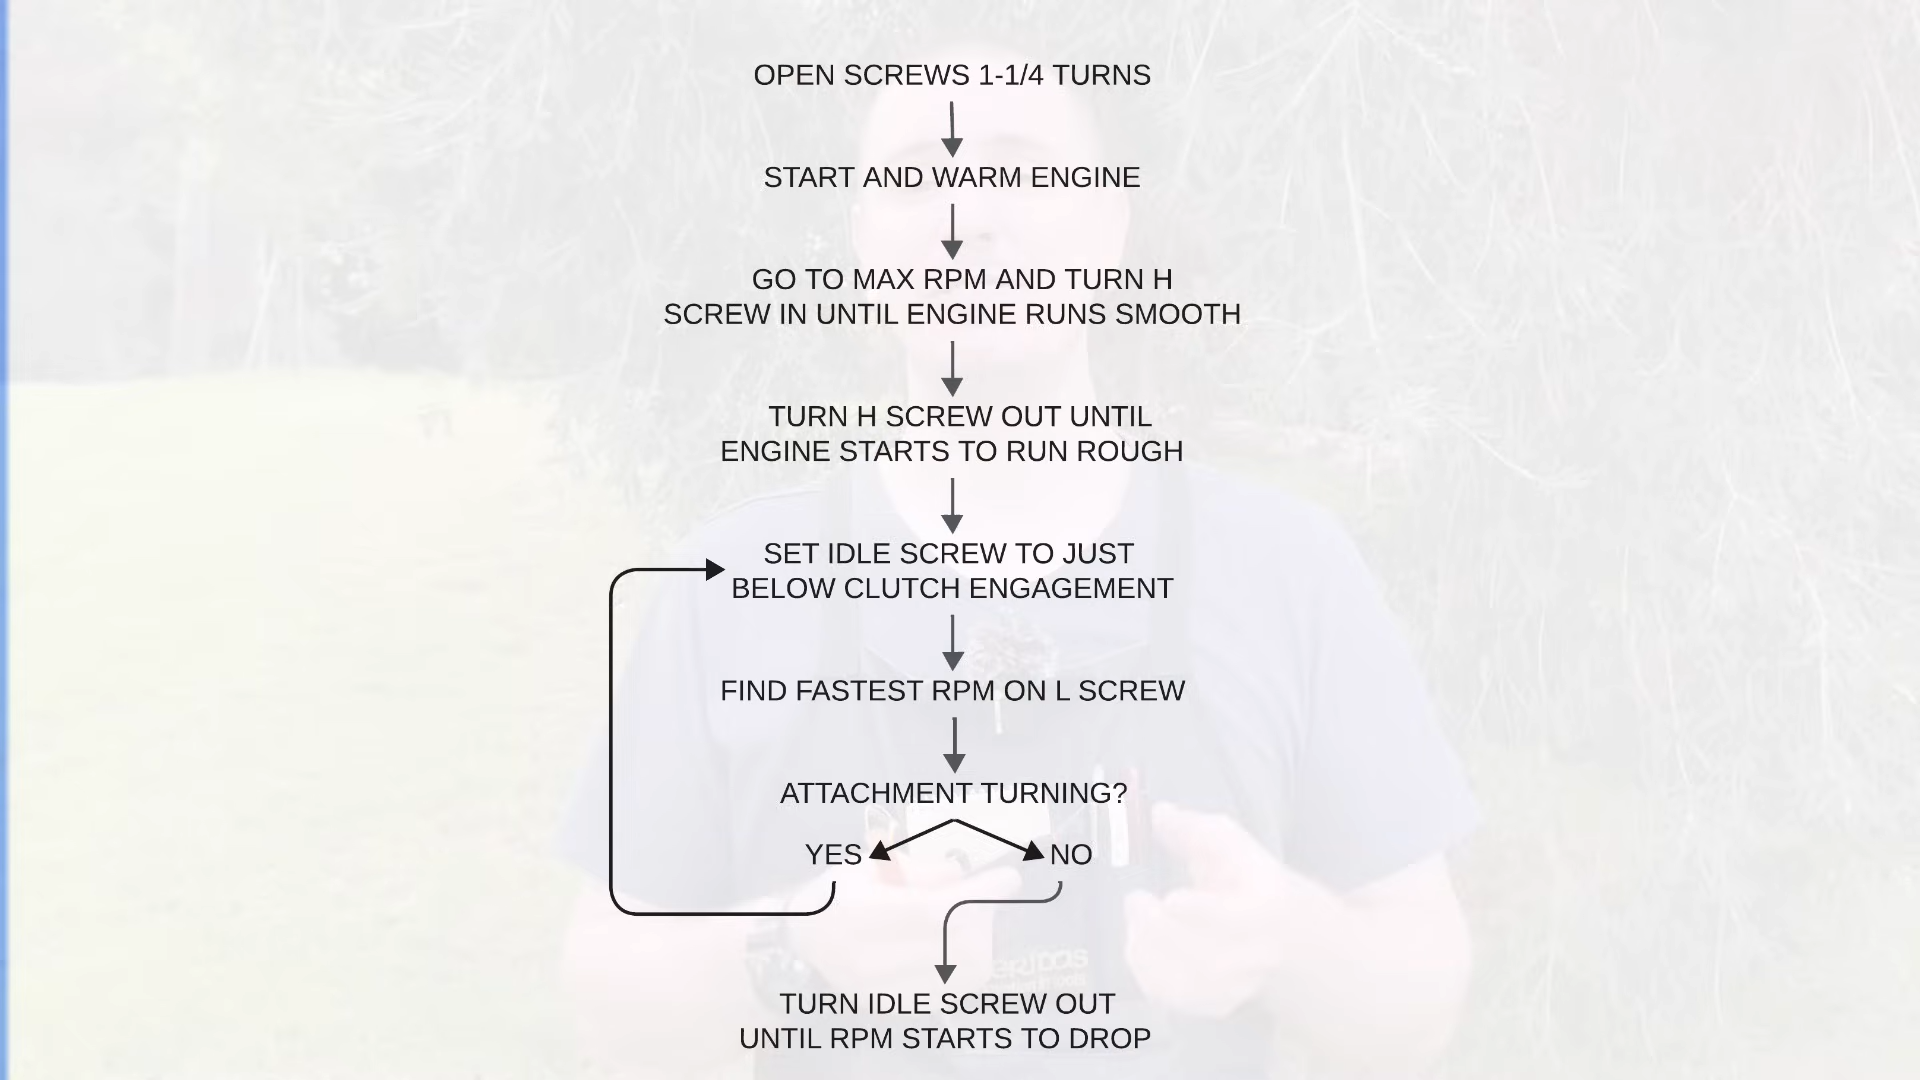 OPEN SCREWS 1-1/4 TURNS
START AND WARM ENGINE
GO TO MAX RPM AND TURN H
SCREW IN UNTIL ENGINE RUNS SMOOTH
TURN H SCREW OUT UNTIL
ENGINE STARTS TO RUN ROUGH
SET IDLE SCREW TO JUST
BELOW CLUTCH ENGAGEMENT
FIND FASTEST RPM ON L SCREW
ATTACHMENT TURNING?
YES
NO
TURN IDLE SCREW OUT
UNTIL RPM STARTS TO DROP